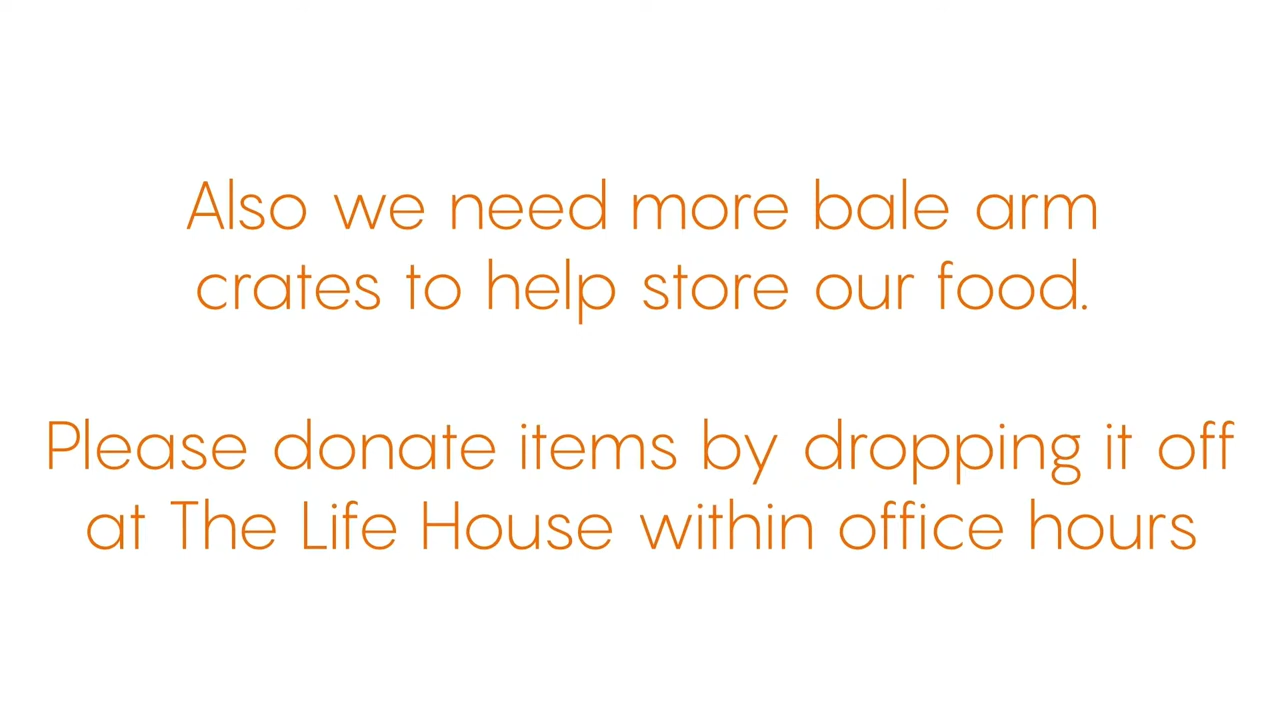 Also we need more bale arm
crates to help store our food.
Please donate items by dropping it off
at The Life House within office hours